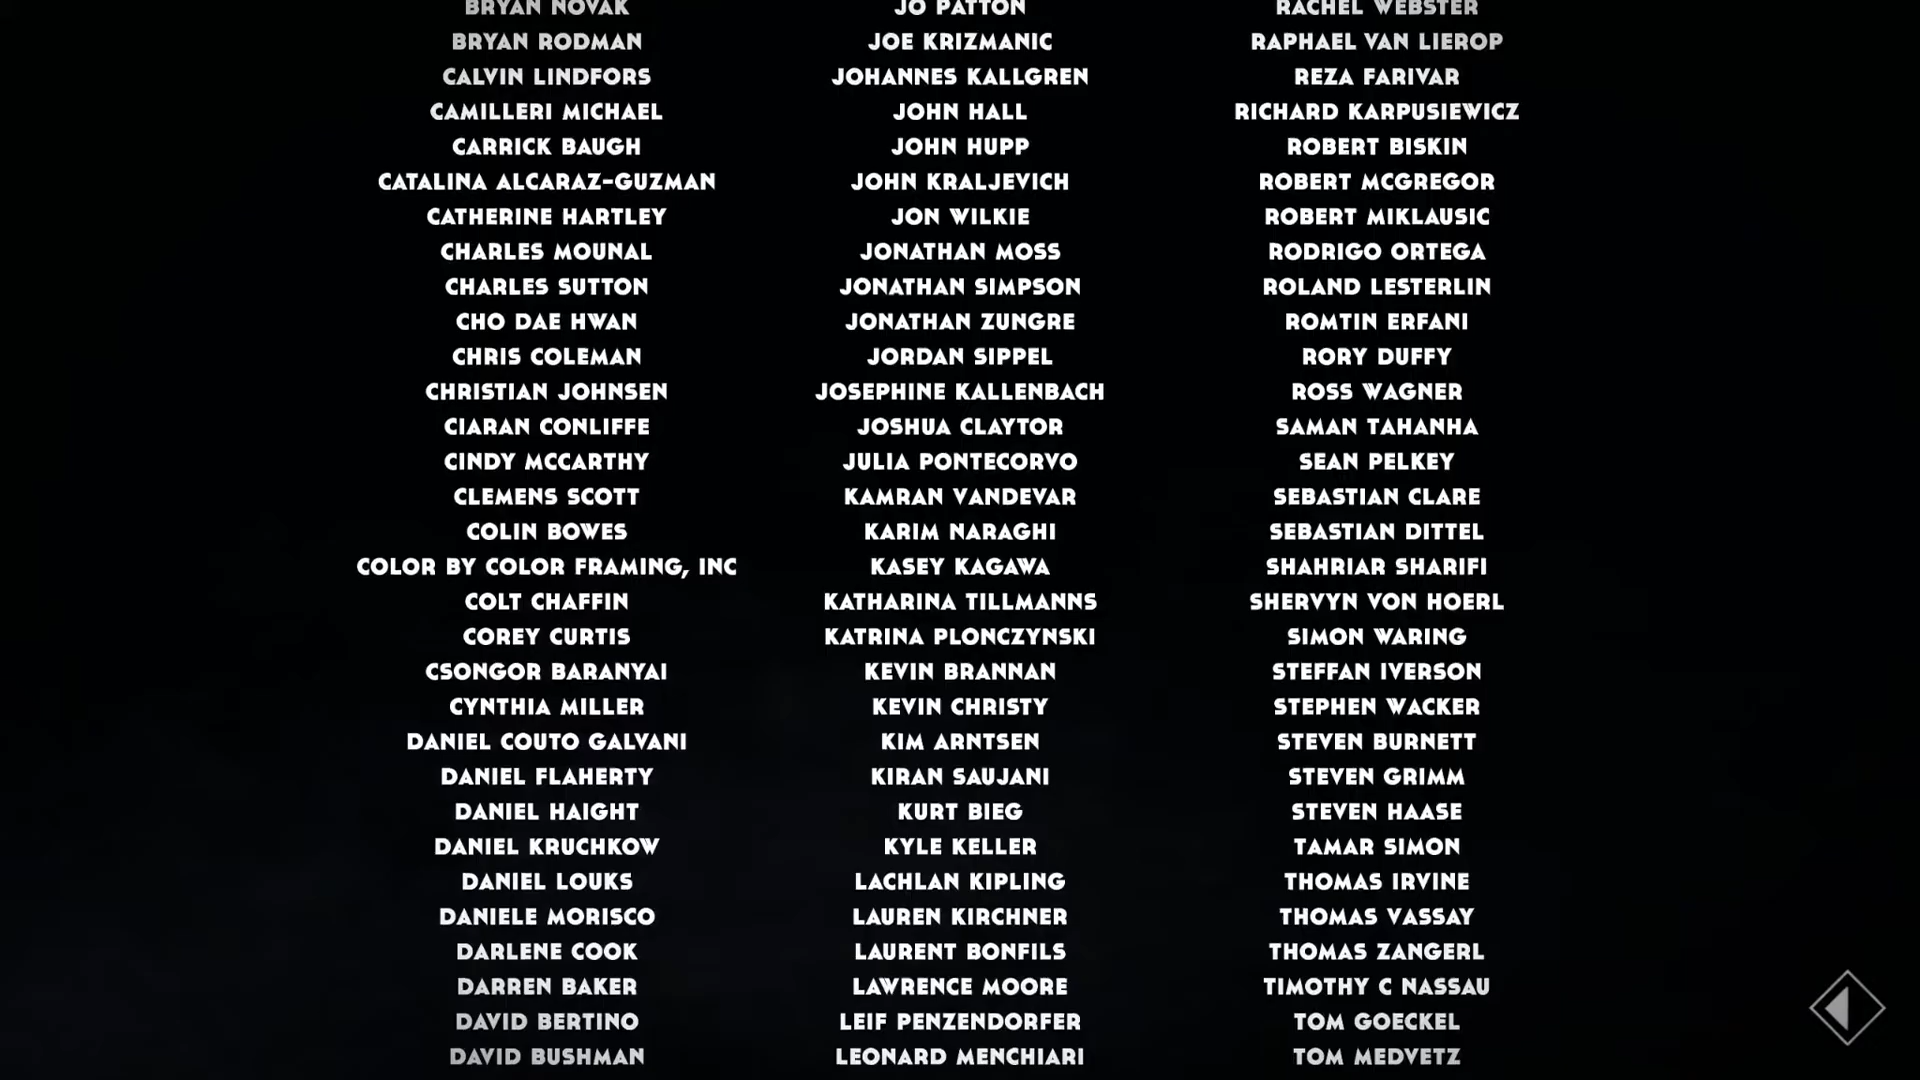 BRYAN NOVAK
BRYAN RODMAN
CALVIN LINDFORS
CAMILLERI MICHAEL
CARRICK BAUGH
CATALINA ALCARAZ-GUZMAN
CATHERINE HARTLEY
CHARLES MOUNAL
CHARLES SUTTON
CHO DAE HWAN
CHRIS COLEMAN
CHRISTIAN JOHNSEN
CIARAN CONLIFFE
CINDY MCCARTHY
CLEMENS SCOTT
COLIN BOWES
COLOR BY COLOR FRAMING, INC
COLT CHAFFIN
COREY CURTIS
CSONGOR BARANYAI
CYNTHIA MILLER
DANIEL COUTO GALVANI
DANIEL FLAHERTY
DANIEL HAIGHT
DANIEL KRUCHKOW
DANIEL LOUKS
DANIELE MORISCO
DARLENE COOK
DARREN BAKER
DAVID BERTINO
DAVID BUSHMAN
JO PATTON
JOE KRIZMANIC
JOHANNES KALLGREN
JOHN HALL
JOHN HUPP
JOHN KRALJEVICH
JON WILKIE
JONATHAN MOSS
JONATHAN SIMPSON
JONATHAN ZUNGRE
JORDAN SIPPEL
JOSEPHINE KALLENBACH
JOSHUA CLAYTOR
JULIA PONTECORVO
KAMRAN VANDEVAR
KARIM NARAGHI
KASEY KAGAWA
KATHARINA TILLMANNS
KATRINA PLONCZYNSKI
KEVIN BRANNAN
KEVIN CHRISTY
KIM ARNTSEN
KIRAN SAUJANI
KURT BIEG
KYLE KELLER
LACHLAN KIPLING
LAUREN KIRCHNER
LAURENT BONFILS
LAWRENCE MOORE
LEIF PENZENDORFER
LEONARD MENCHIARI
RACHEL WEBSTER
RAPHAEL VAN LIEROP
REZA FARIVAR
RICHARD KARPUSIEWICZ
ROBERT BISKIN
ROBERT MCGREGOR
ROBERT MIKLAUSIC
RODRIGO ORTEGA
ROLAND LESTERLIN
ROMTIN ERFANI
RORY DUFFY
ROSS WAGNER
SAMAN TAHANHA
SEAN PELKEY
SEBASTIAN CLARE
SEBASTIAN DITTEL
SHAHRIAR SHARIFI
SHERVYN VON HOERL
SIMON WARING
STEFFAN IVERSON
STEPHEN WACKER
STEVEN BURNETT
STEVEN GRIMM
STEVEN HAASE
TAMAR SIMON
THOMAS IRVINE
THOMAS VASSAY
THOMAS ZANGERL
TIMOTHY C NASSAU
TOM GOECKEL
TOM MEDVETZ